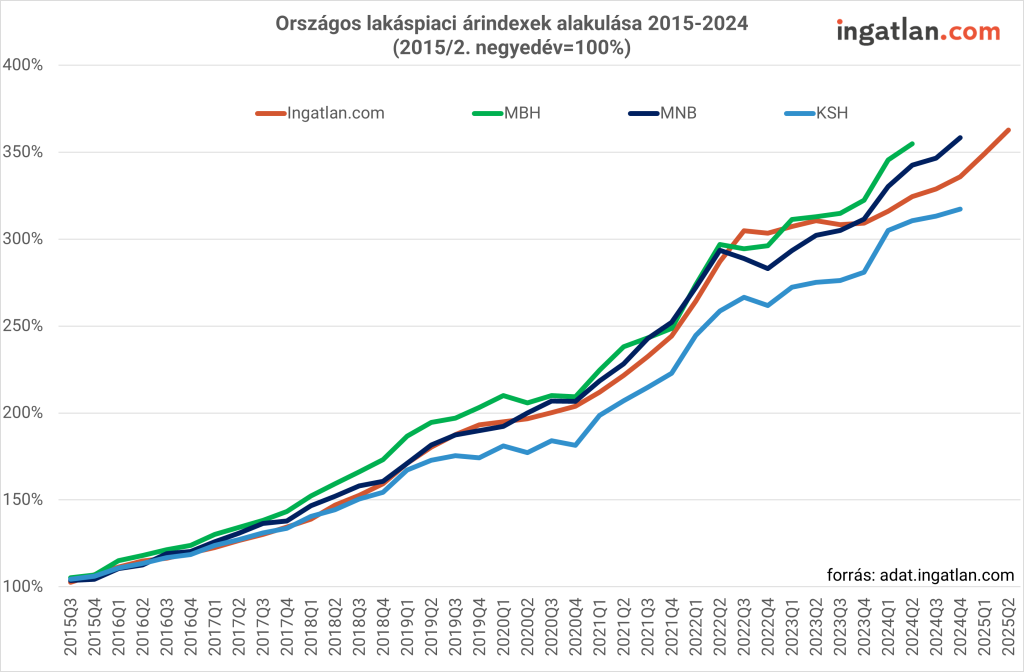 Országos lakáspiaci árindexek alakulása 2015-2024
(2015/2. negyedév=100%)
ingatlan.com
400%
Ingatlan.com
MBH
MNB
KSH
350%
300%
250%
200%
150%
100%
forrás: adat.ingatlan.com
2015Q3
2015Q4
2016Q1
2016Q2
2016Q3
2016Q4
2017Q1
2017Q2
2017Q3
2017Q4
2018Q1
2018Q2
2018Q3
2018Q4
2019Q1
2019Q2
2019Q3
2019Q4
2020Q1
2020Q2
2020Q3
2020Q4
2021Q1
2021Q2
2021Q3
2021Q4
2022Q1
2022Q2
2022Q3
2022Q4
2023Q1
2023Q2
2023Q3
2023Q4
2024Q1
2024Q2
2024Q3
2024Q4
2025Q1
2025Q2